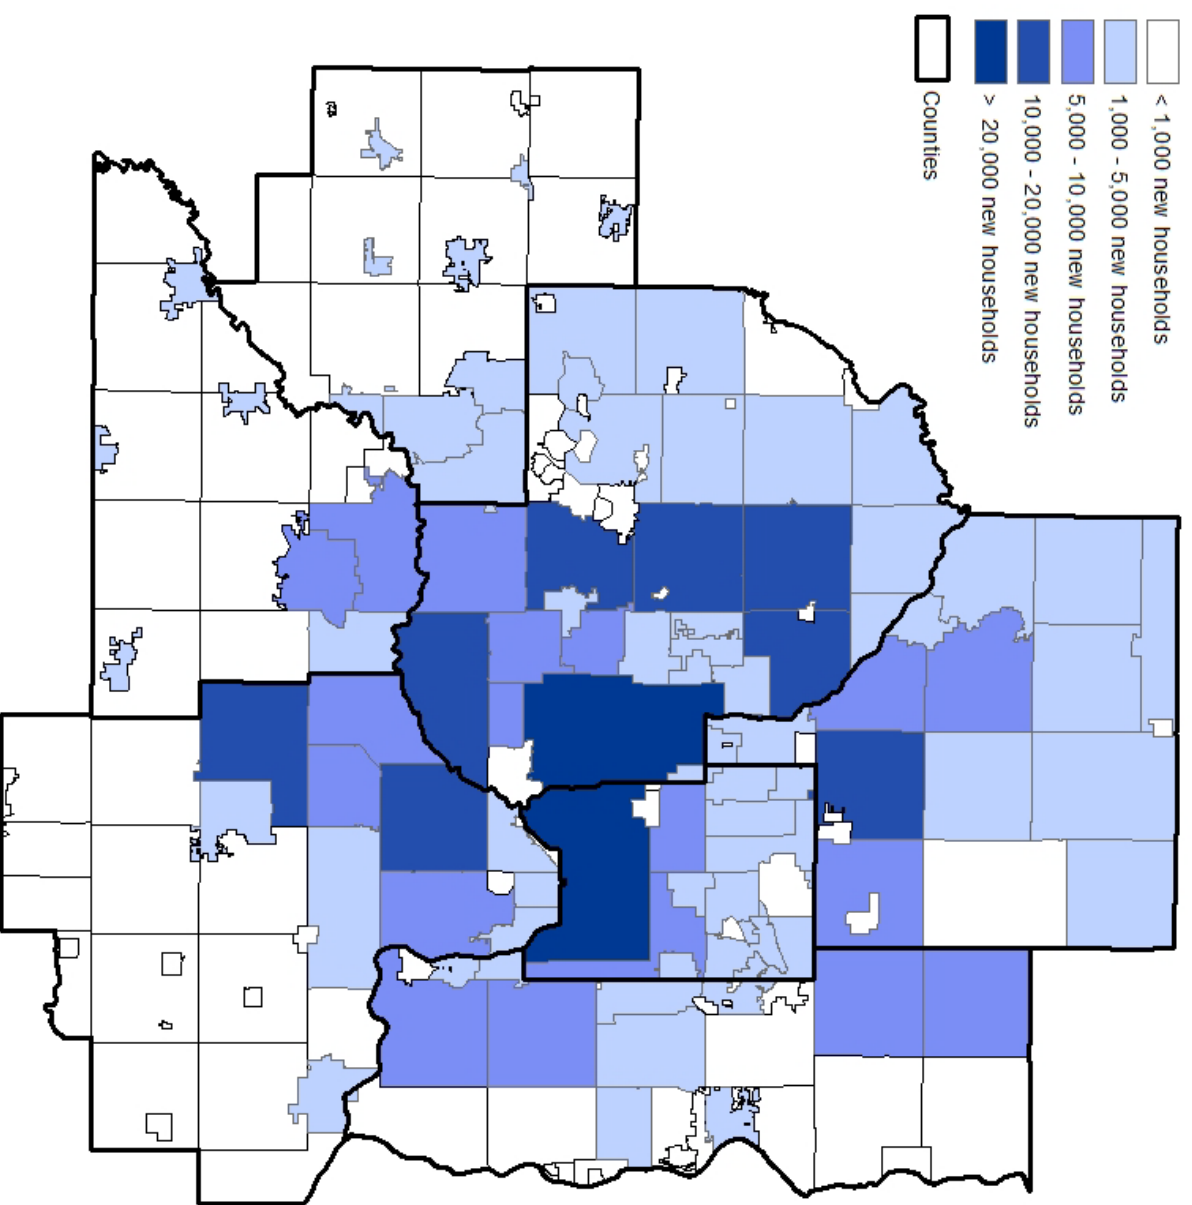 < 1,000 new households
1,000 - 5,000 new households
5,000 - 10,000 new households
10,000 - 20,000 new households
> 20,000 new households
Counties